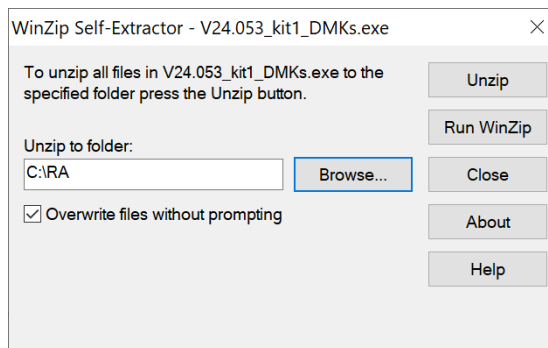 WinZip Self-Extractor - V24.053_kit1_DMKs.exe
To unzip all files in V24.053_kit1_DMKs.exe to the
specified folder press the Unzip button.
Unzip to folder:
C:\RA
Browse...
Overwrite files without prompting
Unzip
Run WinZip
Close
About
Help